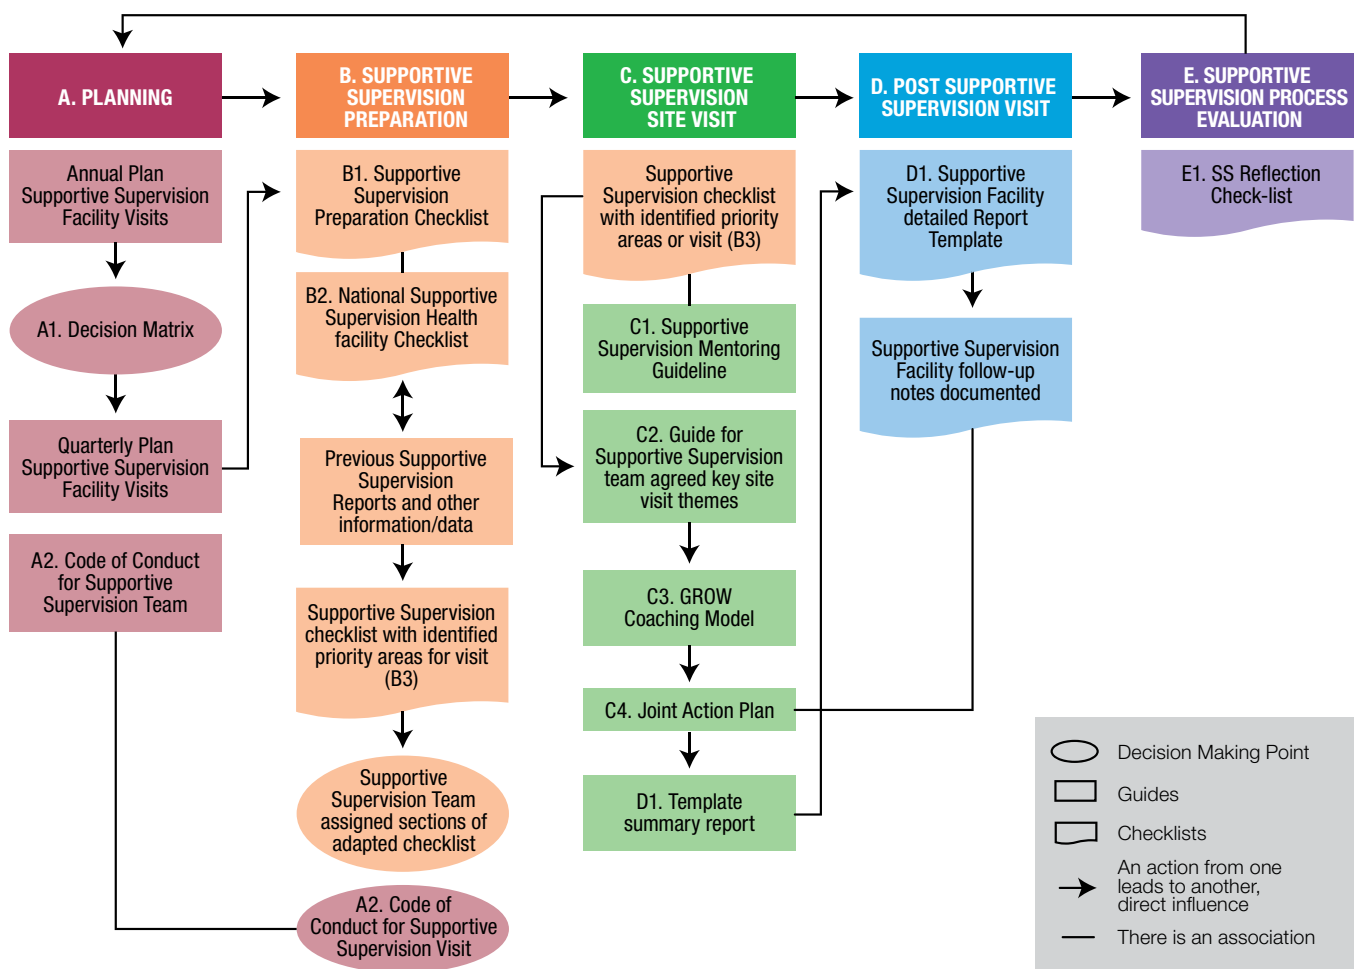 A. PLANNING
B. SUPPORTIVE
SUPERVISION
PREPARATION
C. SUPPORTIVE
SUPERVISION
SITE VISIT
D. POST SUPPORTIVE
SUPERVISION VISIT
E. SUPPORTIVE
SUPERVISION PROCESS
EVALUATION
Annual Plan
Supportive Supervision
Facility Visits
A1. Decision Matrix
Quarterly Plan
Supportive Supervision
Facility Visits
A2. Code of Conduct
for Supportive
Supervision Team
B1. Supportive
Supervision
Preparation Checklist
B2. National Supportive
Supervision Health
facility Checklist
Previous Supportive
Supervision
Reports and other
information/data
Supportive Supervision
checklist with identified
priority areas for visit
(B3)
Supportive
Supervision Team
assigned sections of
adapted checklist
A2. Code of
Conduct for Supportive
Supervision Visit
Supportive
Supervision checklist
with identified priority
areas or visit (B3)
C1. Supportive
Supervision Mentoring
Guideline
C2. Guide for
Supportive Supervision
team agreed key site
visit themes
C3. GROW
Coaching Model
C4. Joint Action Plan
D1. Template
summary report
D1. Supportive
Supervision Facility
detailed Report
Template
Supportive Supervision
Facility follow-up
notes documented
E1. SS Reflection
Check-list
Decision Making Point
Guides
Checklists
An action from one
leads to another,
direct influence
There is an association